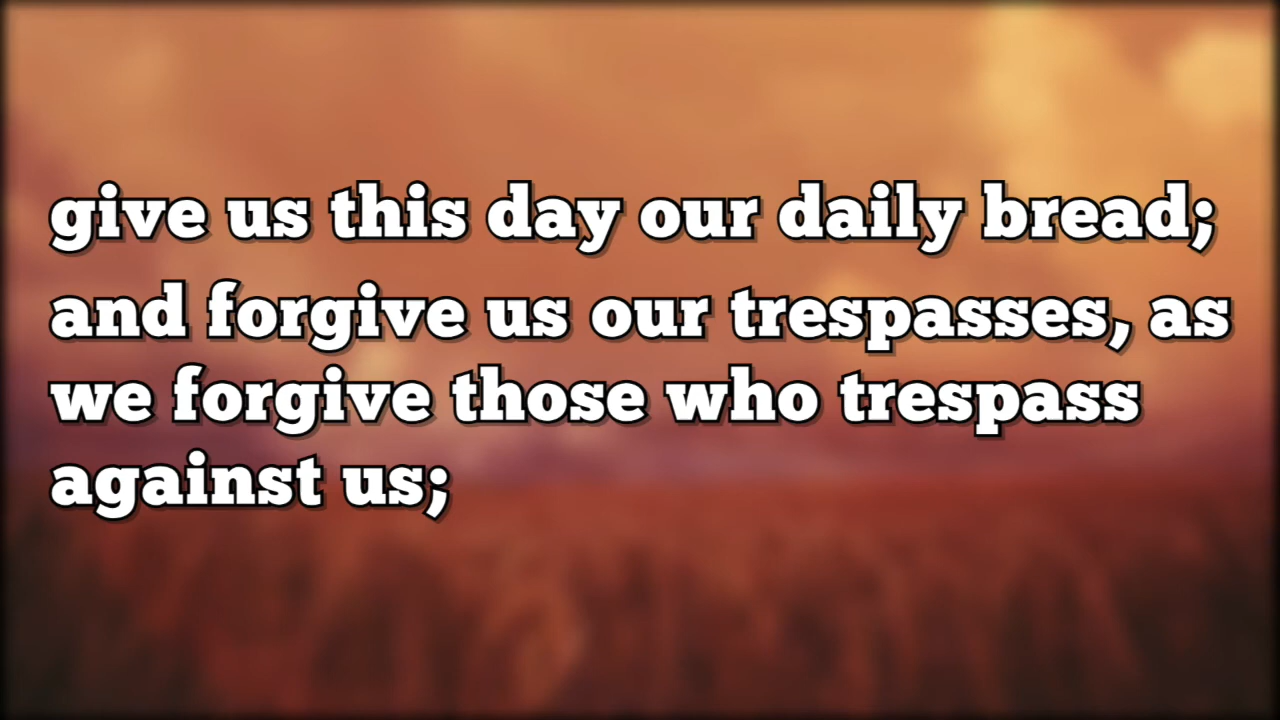 give us this day our daily bread;
and forgive us our trespasses, as
we forgive those who trespass
against us;